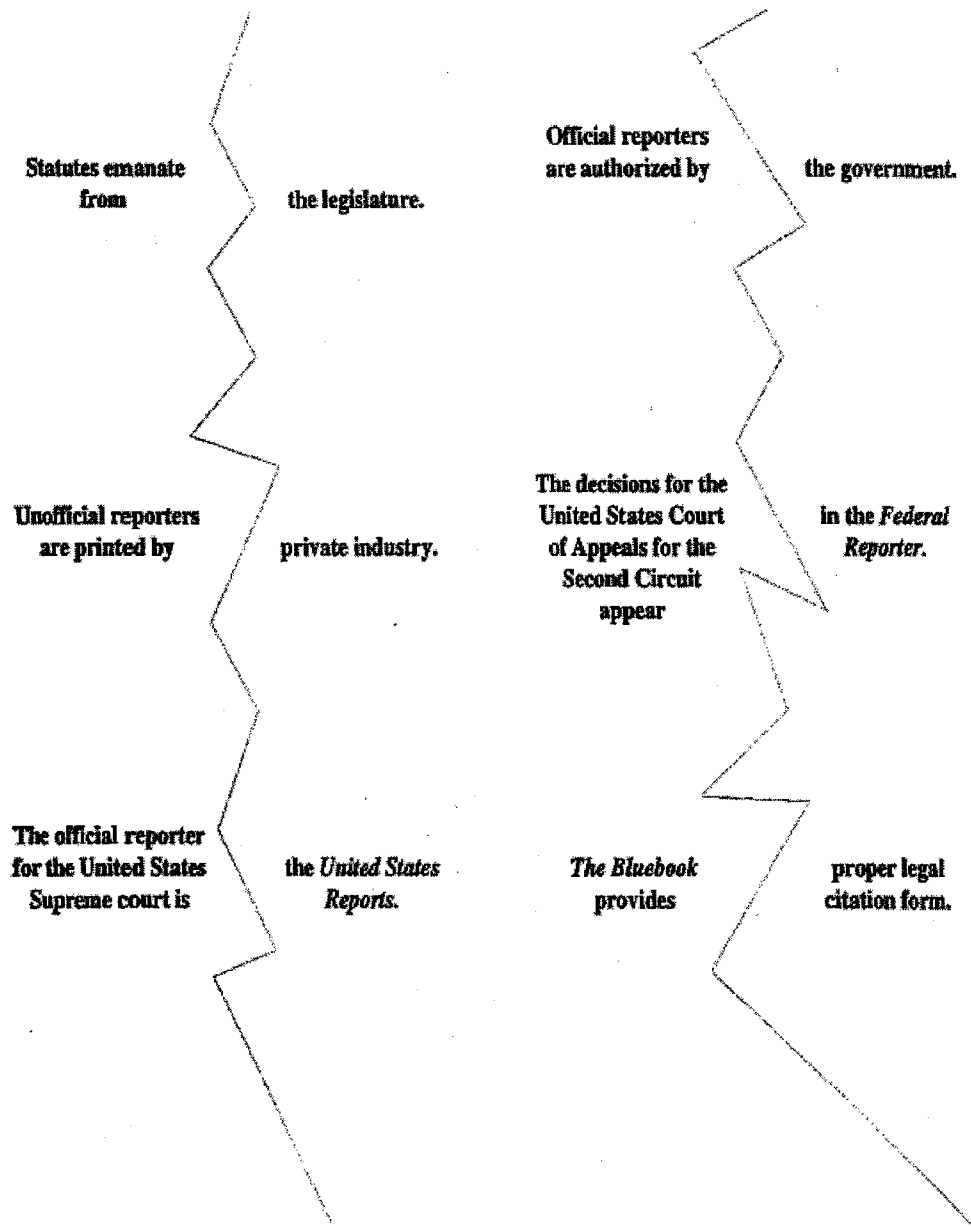 Statutes emanate
from
the legislature.
Official reporters
are authorized by
the government.
Unofficial reporters
are printed by
private industry.
The decisions for the
United States Court
of Appeals for the
Second Circuit
appear
in the Federal
Reporter.
The official reporter
for the United States
Supreme court is
the United States
Reports.
The Bluebook
provides
proper legal
citation form.